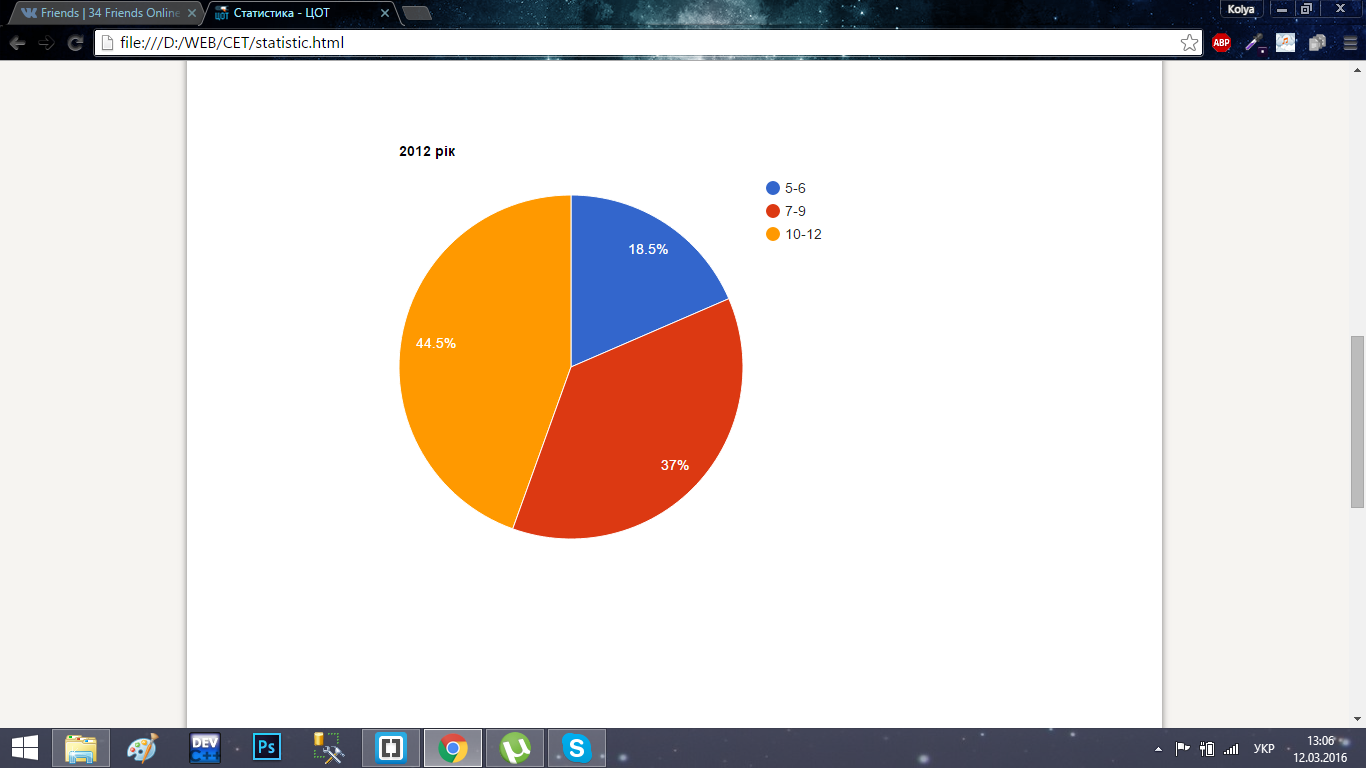 Friends | 34 Friends Online
Статистика - ЦОТ
Kolya
file:///D:/WEB/CET/statistic.html
ABP
2012 рік
5-6
7-9
10-12
18.5%
44.5%
37%
DEV
C++
Ps
УКР
13:06
12.03.2016